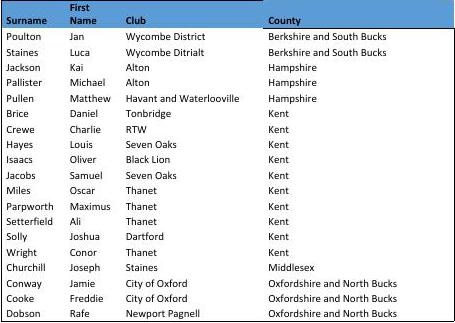 Surname First Name Club County
Poulton Jan Wycombe District Berkshire and South Bucks
Staines Luca Wycombe Ditrialt Berkshire and South Bucks
Jackson Kai Alton Hampshire
Pallister Michael Alton Hampshire
Pullen Matthew Havant and Waterlooville Hampshire
Brice Daniel Tonbridge Kent
Crewe Charlie RTW Kent
Hayes Louis Seven Oaks Kent
Isaacs Oliver Black Lion Kent
Jacobs Samuel Seven Oaks Kent
Miles Oscar Thanet Kent
Parpworth Maximus Thanet Kent
Setterfield Ali Thanet Kent
Solly Joshua Dartford Kent
Wright Conor Thanet Kent
Churchill Joseph Staines Middlesex
Conway Jamie City of Oxford Oxfordshire and North Bucks
Cooke Freddie City of Oxford Oxfordshire and North Bucks
Dobson Rafe Newport Pagnell Oxfordshire and North Bucks